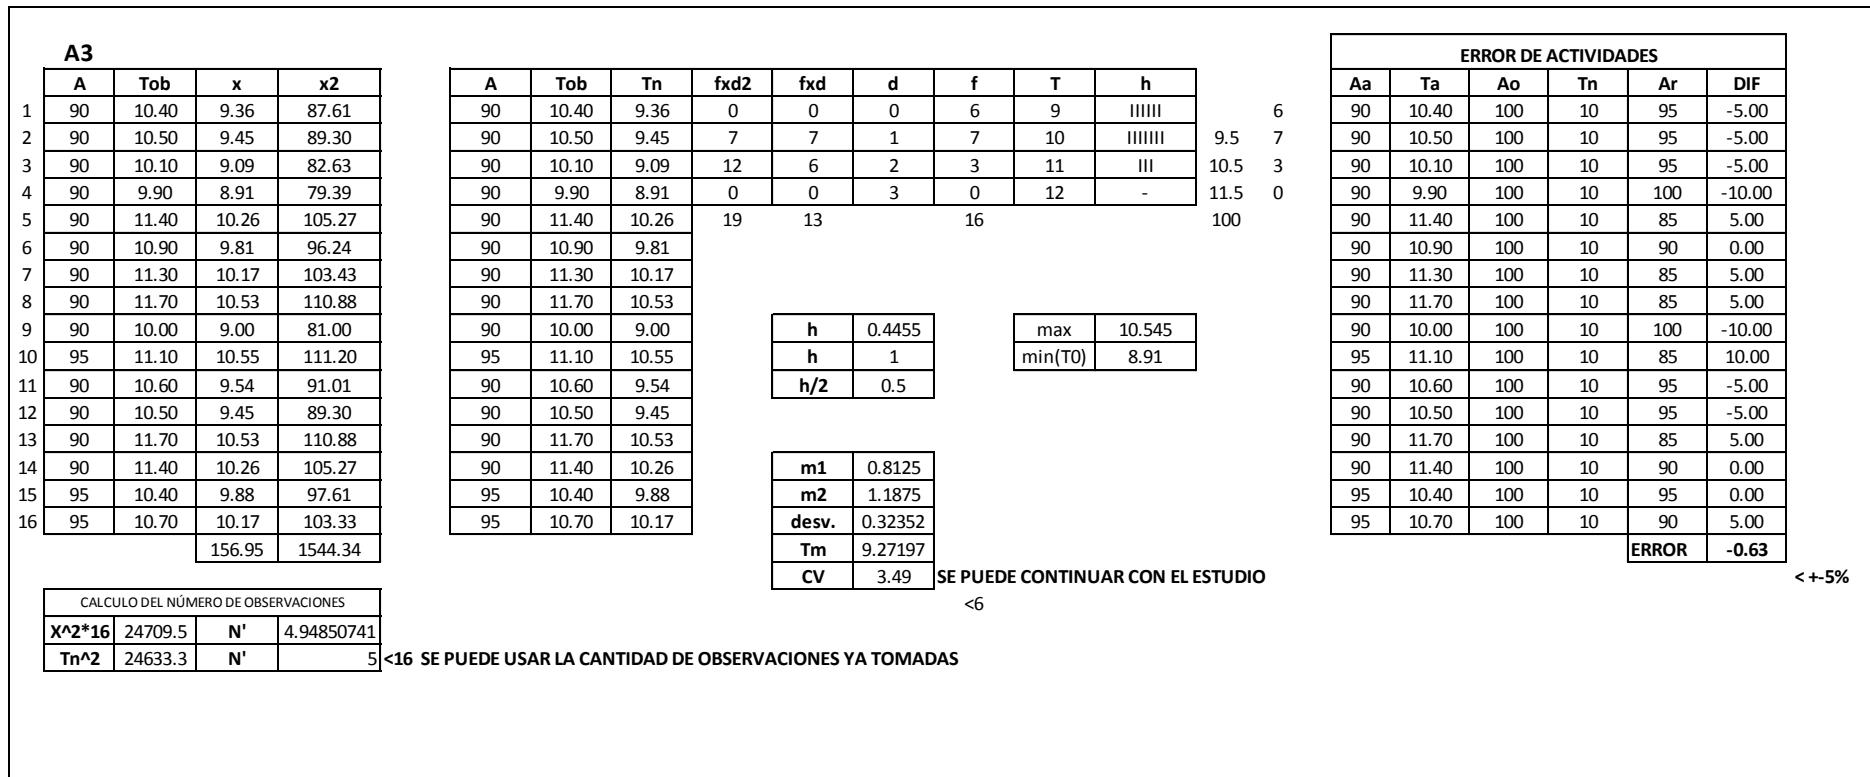 A3
ERROR DE ACTIVIDADES
A Tob x x2 A Tob Tn fxd2 fxd d f T h Aa Ta Ao Tn Ar DIF
1 90 10.40 9.36 87.61 90 10.40 9.36 0 0 0 6 9 IIIIII 6 90 10.40 100 10 95 -5.00
2 90 10.50 9.45 89.30 90 10.50 9.45 7 7 1 7 10 IIIIIII 9.5 7 90 10.50 100 10 95 -5.00
3 90 10.10 9.09 82.63 90 10.10 9.09 12 6 2 3 11 III 10.5 3 90 10.10 100 10 95 -5.00
4 90 9.90 8.91 79.39 90 9.90 8.91 0 0 3 0 12 - 11.5 0 90 9.90 100 10 100 -10.00
5 90 11.40 10.26 105.27 90 11.40 10.26 19 13 16 100 90 11.40 100 10 85 5.00
6 90 10.90 9.81 96.24 90 10.90 9.81 90 10.90 100 10 90 0.00
7 90 11.30 10.17 103.43 90 11.30 10.17 90 11.30 100 10 85 5.00
8 90 11.70 10.53 110.88 90 11.70 10.53 90 11.70 100 10 85 5.00
9 90 10.00 9.00 81.00 90 10.00 9.00 h 0.4455 max 10.545 90 10.00 100 10 100 -10.00
10 95 11.10 10.55 111.20 95 11.10 10.55 h 1 min(T0) 8.91 95 11.10 100 10 85 10.00
11 90 10.60 9.54 91.01 90 10.60 9.54 h/2 0.5 90 10.60 100 10 95 -5.00
12 90 10.50 9.45 89.30 90 10.50 9.45 90 10.50 100 10 95 -5.00
13 90 11.70 10.53 110.88 90 11.70 10.53 90 11.70 100 10 85 5.00
14 90 11.40 10.26 105.27 90 11.40 10.26 m1 0.8125 90 11.40 100 10 90 0.00
15 95 10.40 9.88 97.61 95 10.40 9.88 m2 1.1875 95 10.40 100 10 95 0.00
16 95 10.70 10.17 103.33 95 10.70 10.17 desv. 0.32352 95 10.70 100 10 90 5.00
156.95 1544.34 Tm 9.27197 ERROR -0.63
CV 3.49 SE PUEDE CONTINUAR CON EL ESTUDIO < +-5%
CALCULO DEL NÚMERO DE OBSERVACIONES <6
X^2*16 24709.5 N' 4.94850741
Tn^2 24633.3 N' 5 <16 SE PUEDE USAR LA CANTIDAD DE OBSERVACIONES YA TOMADAS